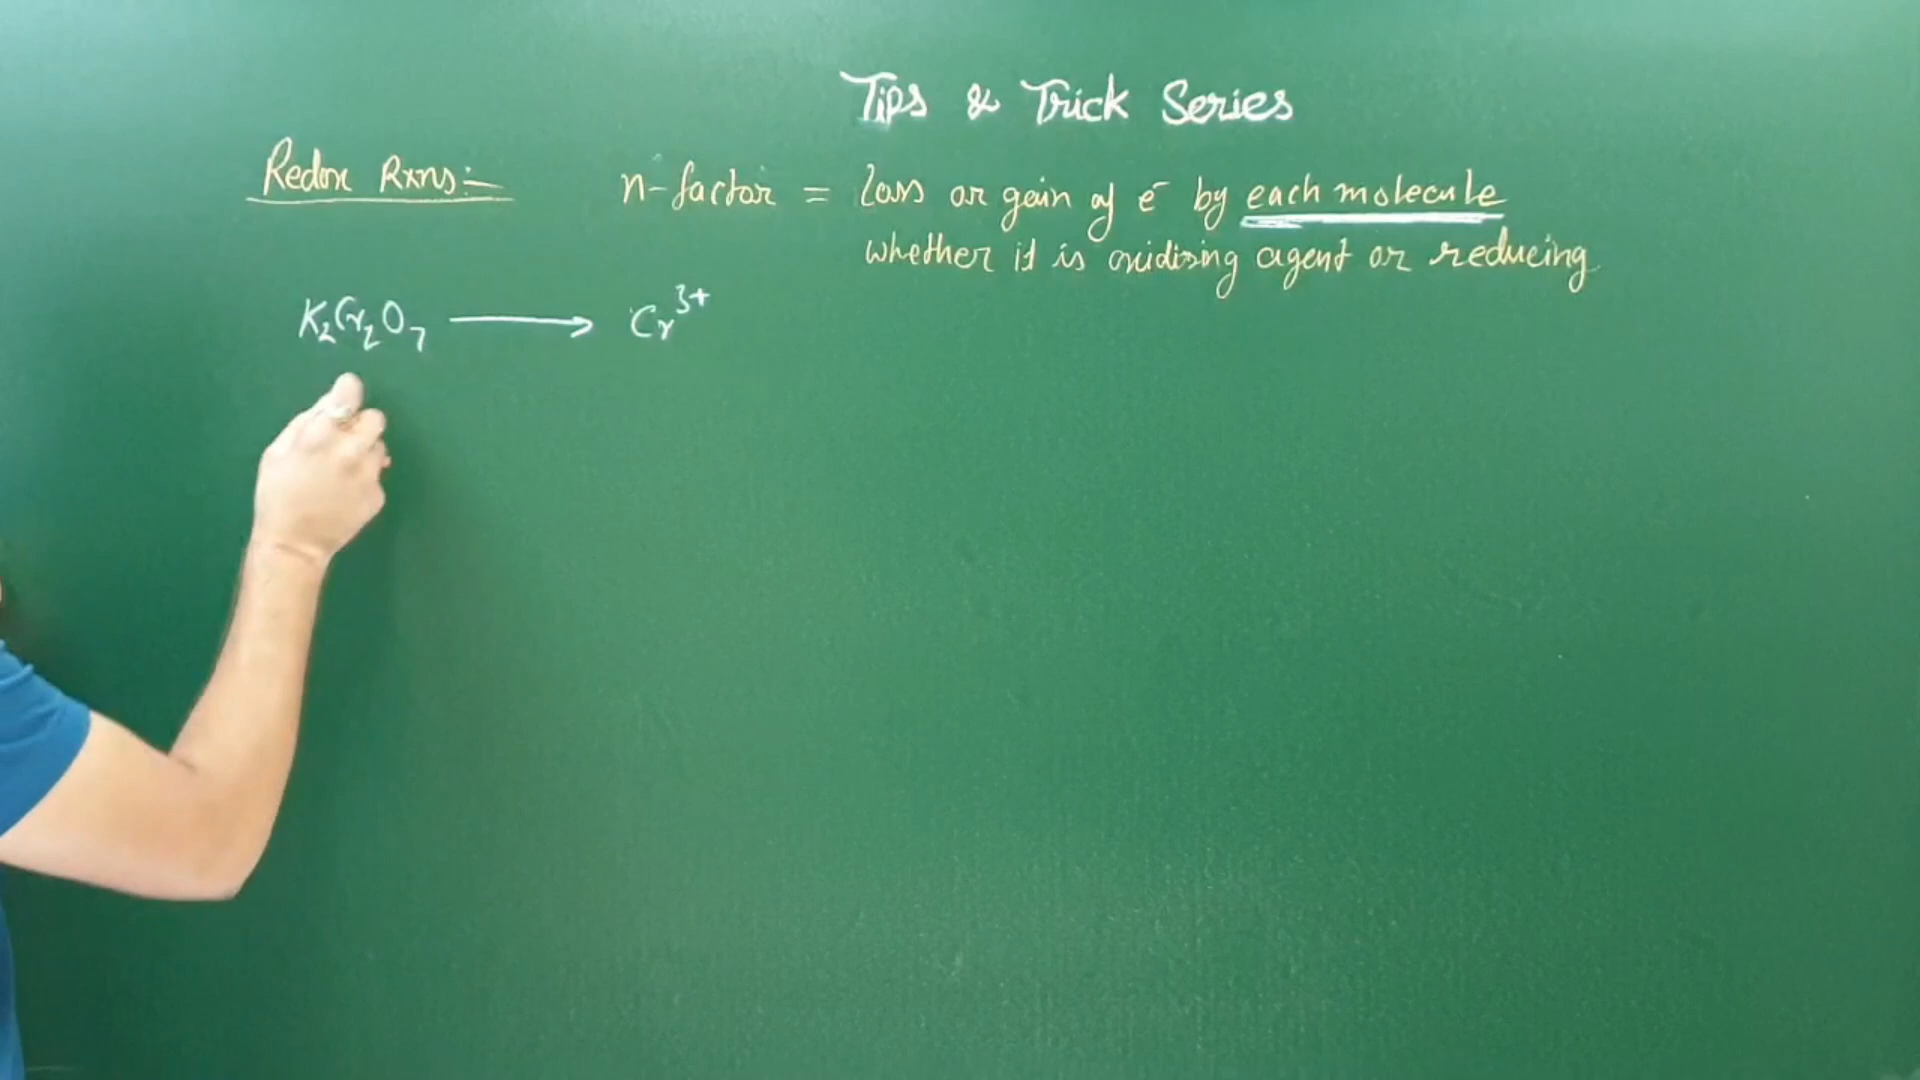 Tips & Trick Series
Redox Rxns:-
n-factor = loss or gain of e⁻ by each molecule
whether it is oxidising agent or reducing
K₂Cr₂O₇ ⟶ Cr³⁺